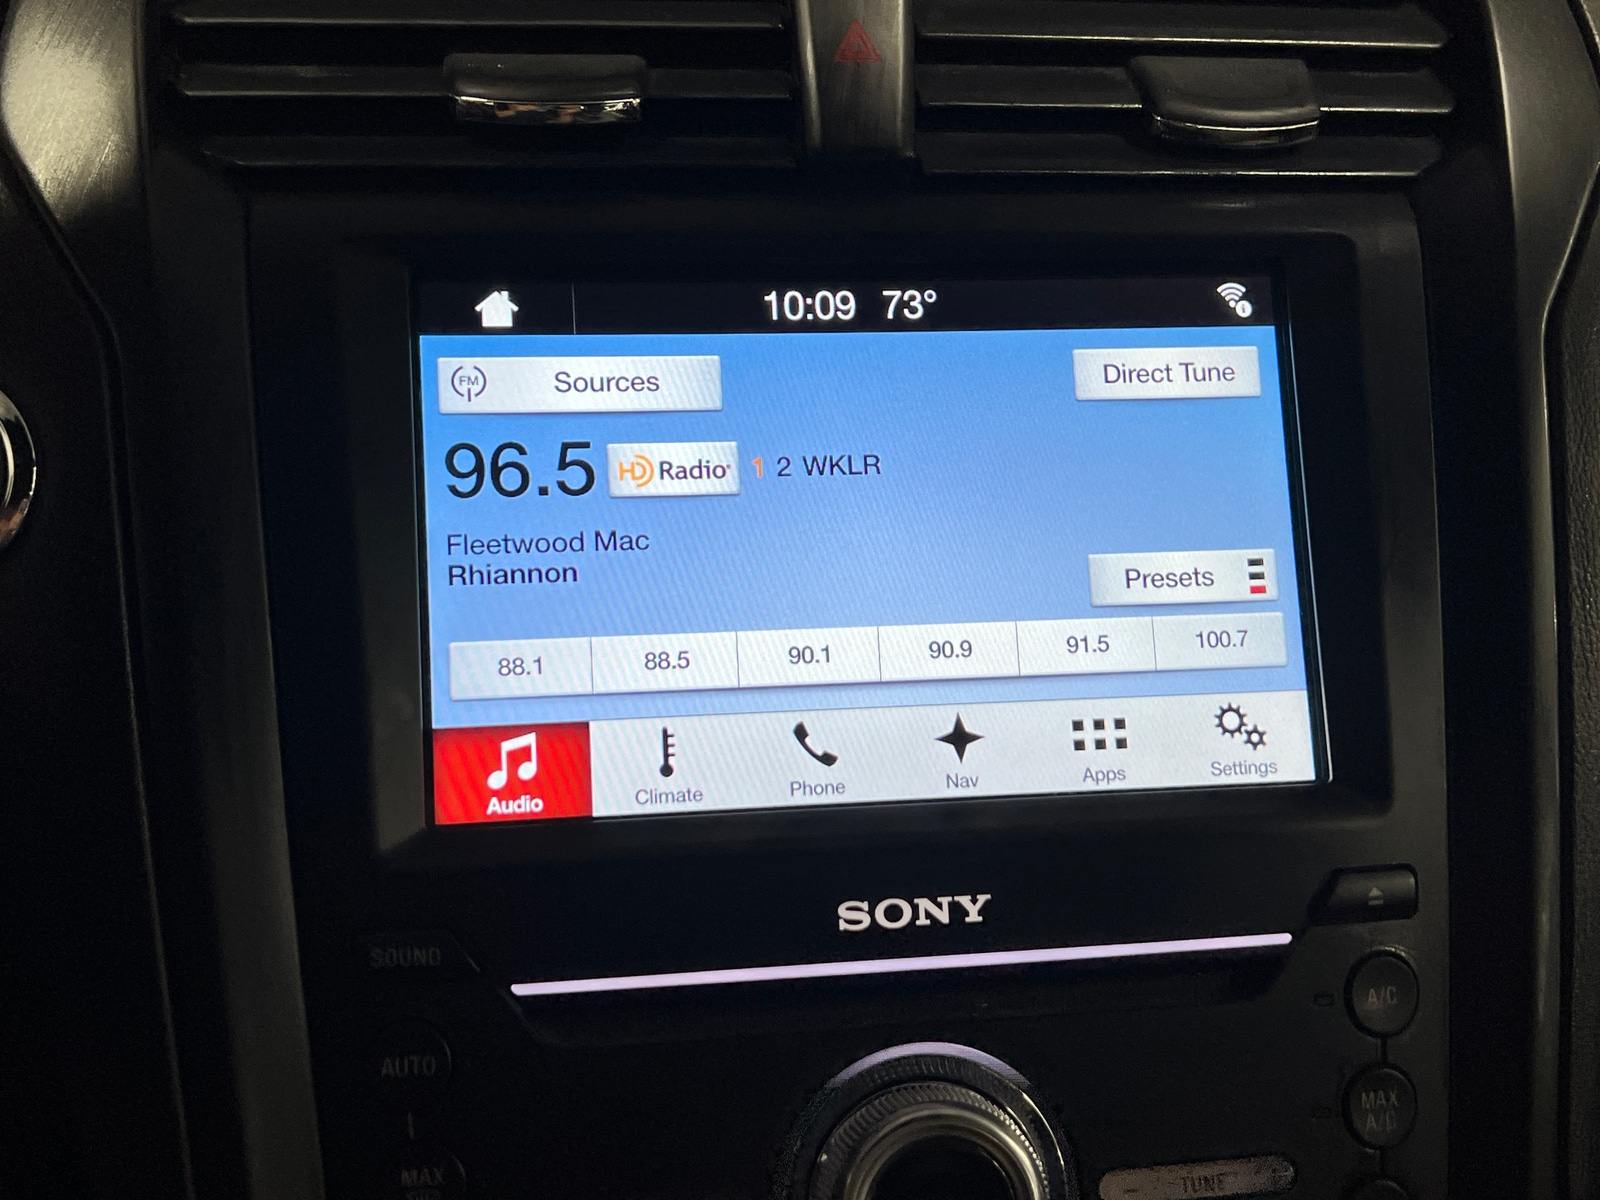 10:09 73°
FM Sources
Direct Tune
96.5 HD Radio 1 2 WKLR
Fleetwood Mac
Rhiannon
Presets
88.1 88.5 90.1 90.9 91.5 100.7
Audio Climate Phone Nav Apps Settings
SONY
SOUND
A/C
AUTO
MAX
A/C
MAX
TUNE